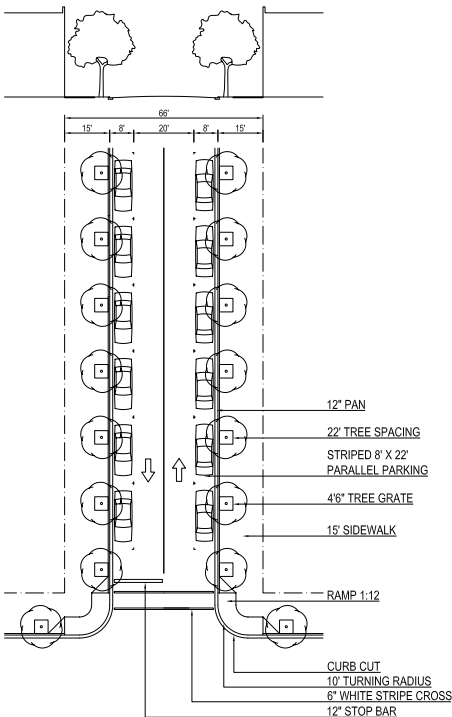 66'
15' 8' 20' 8' 15'
12" PAN
22' TREE SPACING
STRIPED 8' X 22'
PARALLEL PARKING
4'6" TREE GRATE
15' SIDEWALK
RAMP 1:12
CURB CUT
10' TURNING RADIUS
6" WHITE STRIPE CROSS
12" STOP BAR